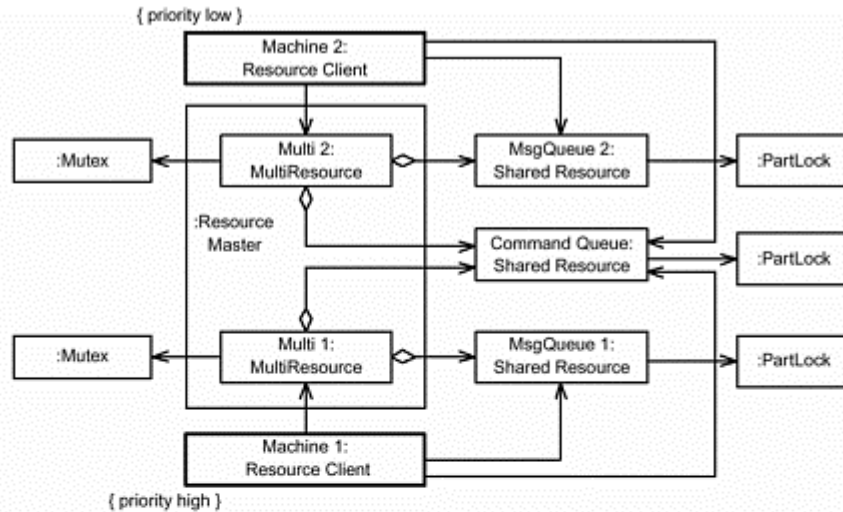 { priority low }
Machine 2:
Resource Client
:Mutex
Multi 2:
MultiResource
MsgQueue 2:
Shared Resource
:PartLock
:Resource
Master
Command Queue:
Shared Resource
:PartLock
:Mutex
Multi 1:
MultiResource
MsgQueue 1:
Shared Resource
:PartLock
Machine 1:
Resource Client
{ priority high }